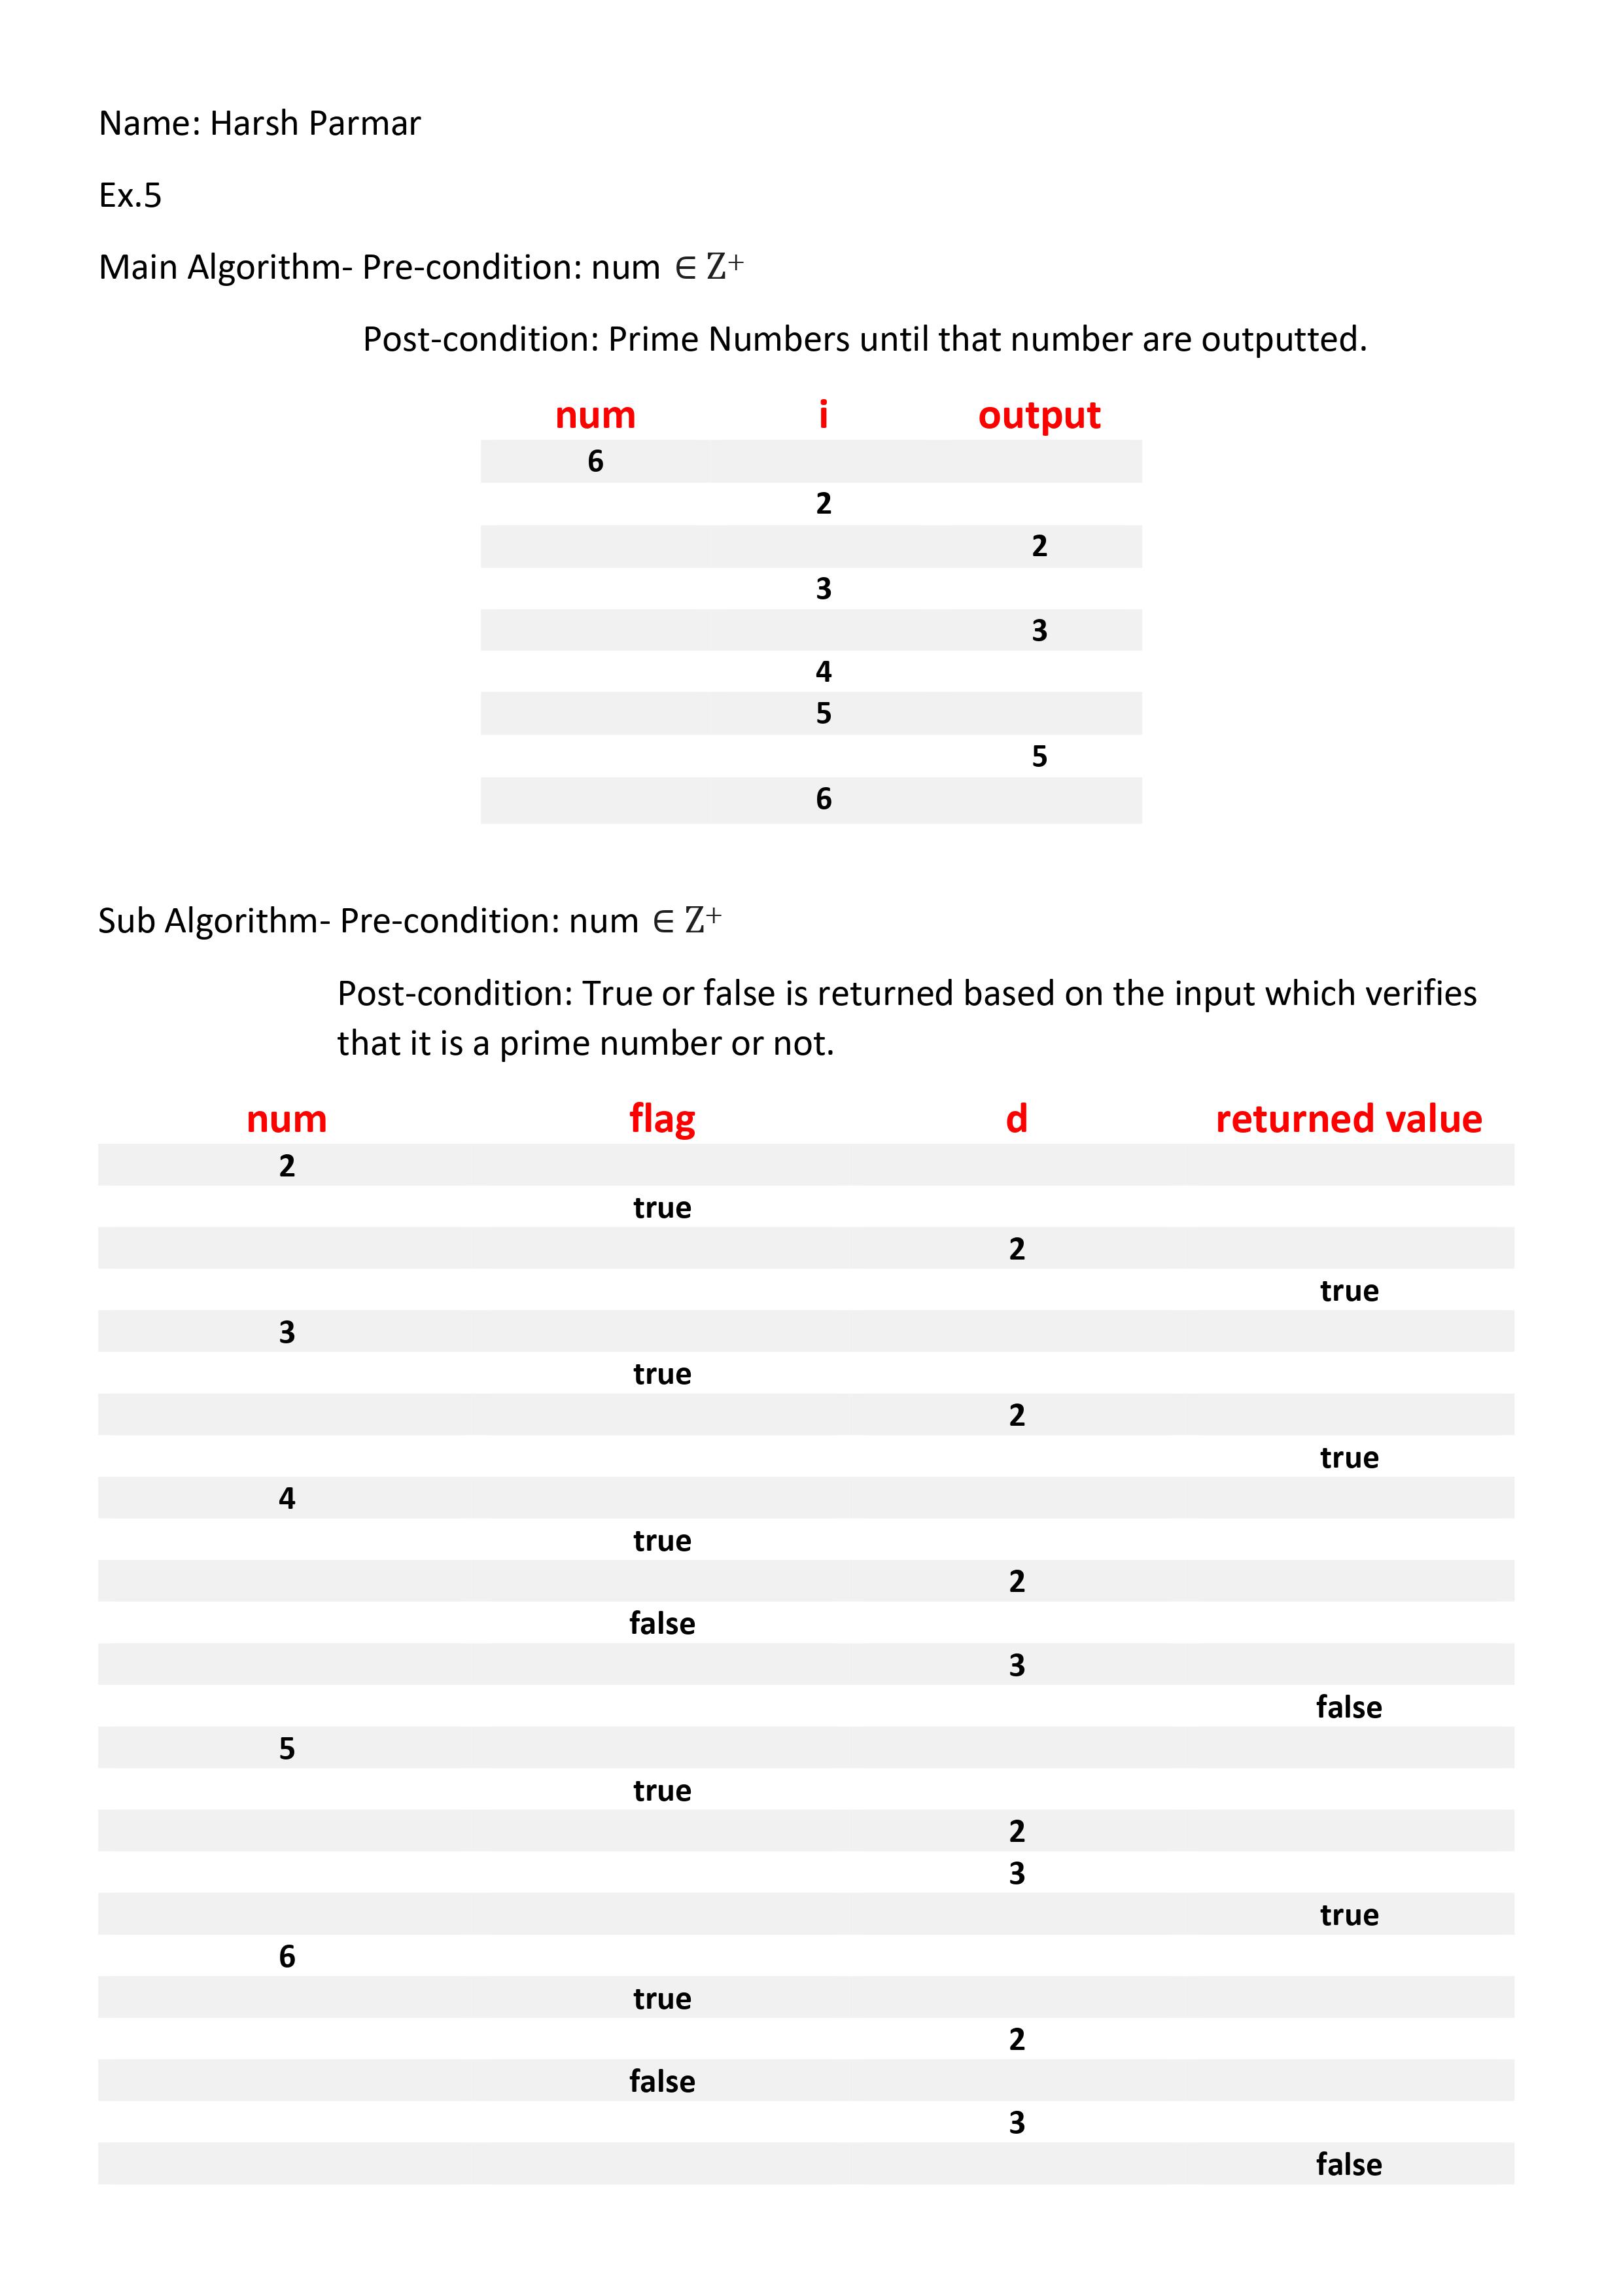 Name: Harsh Parmar
Ex.5
Main Algorithm- Pre-condition: num ∈ Z⁺
Post-condition: Prime Numbers until that number are outputted.
num i output
6
2
2
3
3
4
5
5
6
Sub Algorithm- Pre-condition: num ∈ Z⁺
Post-condition: True or false is returned based on the input which verifies
that it is a prime number or not.
num flag d returned value
2
true
2
true
3
true
2
true
4
true
2
false
3
false
5
true
2
3
true
6
true
2
false
3
false